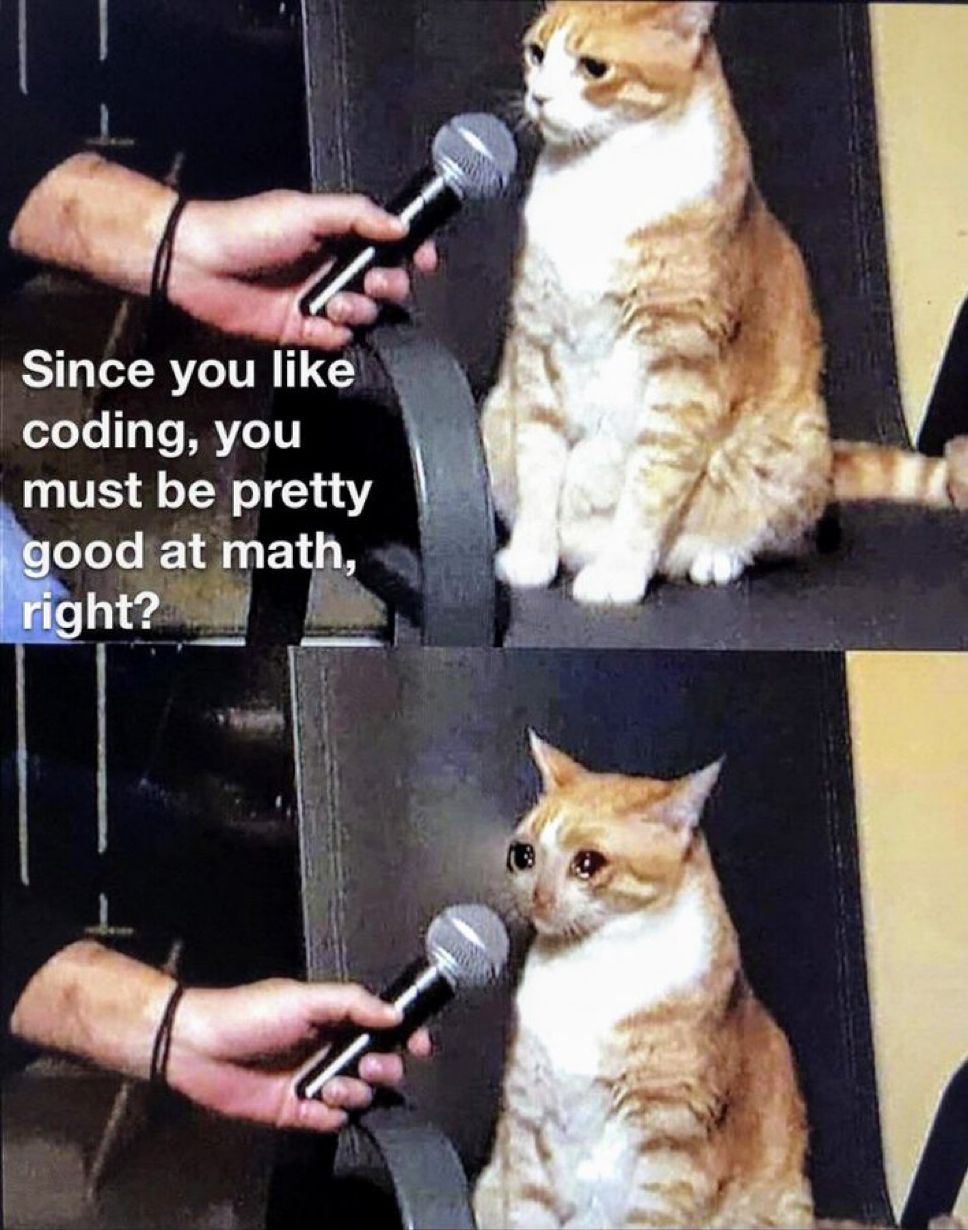 Since you like
coding, you
must be pretty
good at math,
right?